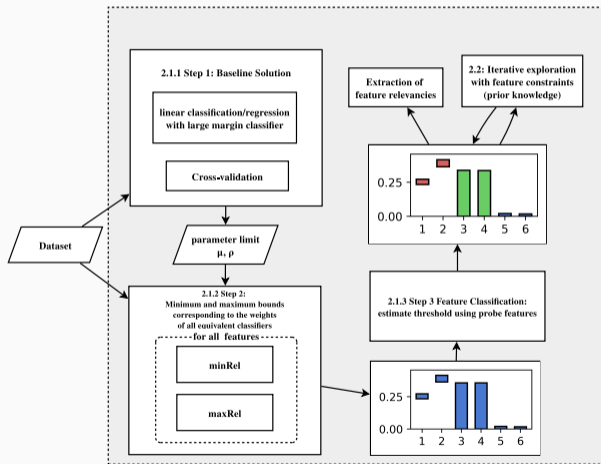 2.1.1 Step 1: Baseline Solution
linear classification/regression
with large margin classifier
Cross-validation
Dataset
parameter limit
μ, ρ
2.1.2 Step 2:
Minimum and maximum bounds
corresponding to the weights
of all equivalent classifiers
for all features
minRel
maxRel
Extraction of
feature relevancies
2.2: Iterative exploration
with feature constraints
(prior knowledge)
0.25
0.00
1 2 3 4 5 6
2.1.3 Step 3 Feature Classification:
estimate threshold using probe features
0.25
0.00
1 2 3 4 5 6